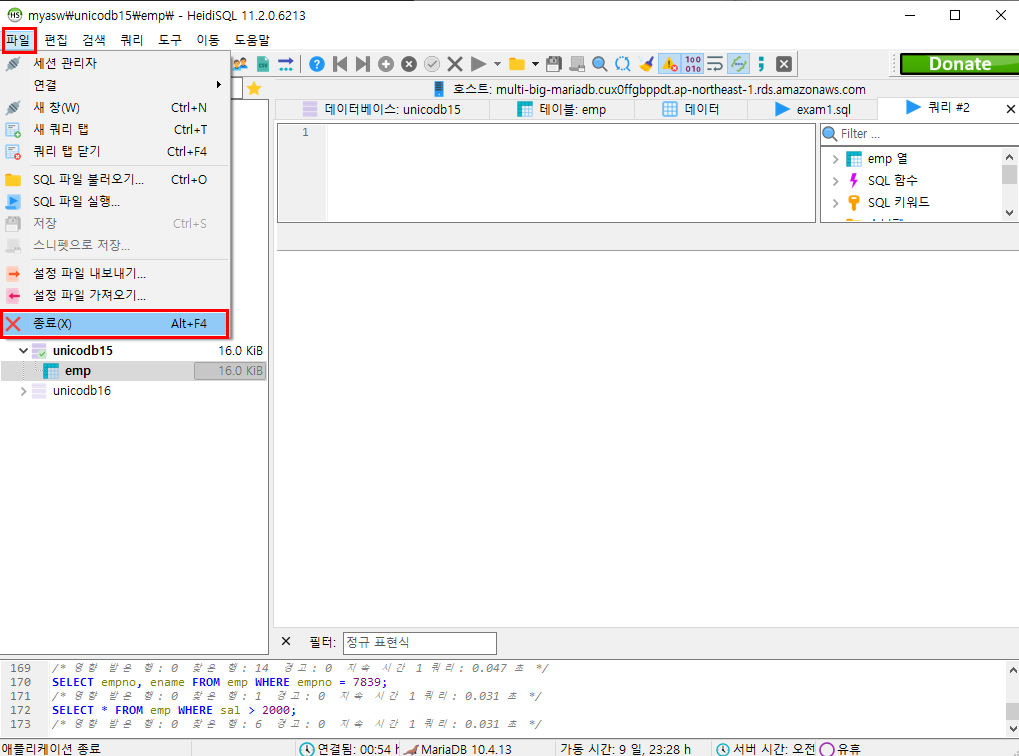 myasw\unicodb15\emp\ - HeidiSQL 11.2.0.6213
파일 편집 검색 쿼리 도구 이동 도움말
세션 관리자
연결
새 창(W) Ctrl+N
새 쿼리 탭 Ctrl+T
쿼리 탭 닫기 Ctrl+F4
SQL 파일 불러오기... Ctrl+O
SQL 파일 실행...
저장 Ctrl+S
스니펫으로 저장...
설정 파일 내보내기...
설정 파일 가져오기...
종료(X) Alt+F4
unicodb15 16.0 KiB
emp 16.0 KiB
unicodb16
Donate
호스트: multi-big-mariadb.cux0ffgbppdt.ap-northeast-1.rds.amazonaws.com
데이터베이스: unicodb15 테이블: emp 데이터 exam1.sql 쿼리 #2
1
Filter ...
emp 열
SQL 함수
SQL 키워드
필터: 정규 표현식
169 /* 영향 받은 행: 0 찾은 행: 14 경고: 0 지속 시간 1 쿼리: 0.047 초 */
170 SELECT empno, ename FROM emp WHERE empno = 7839;
171 /* 영향 받은 행: 0 찾은 행: 1 경고: 0 지속 시간 1 쿼리: 0.031 초 */
172 SELECT * FROM emp WHERE sal > 2000;
173 /* 영향 받은 행: 0 찾은 행: 6 경고: 0 지속 시간 1 쿼리: 0.031 초 */
애플리케이션 종료 연결됨: 00:54 h MariaDB 10.4.13 가동 시간: 9 일, 23:28 h 서버 시간: 오전 유휴